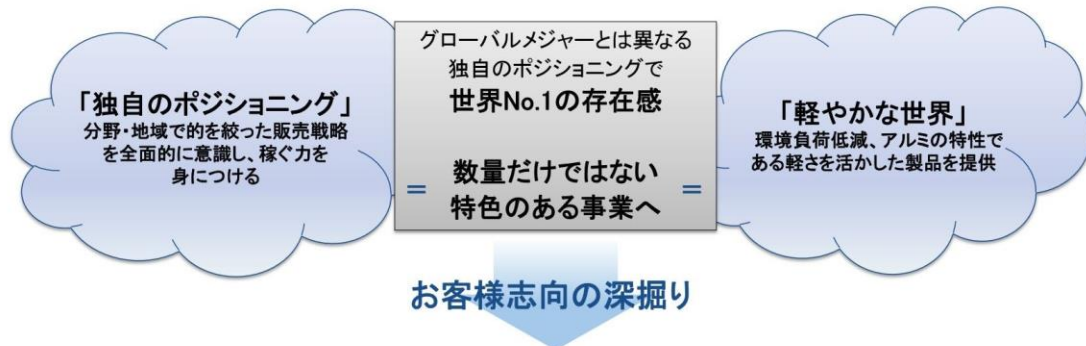 「独自のポジショニング」
分野・地域で的を絞った販売戦略
を全面的に意識し、稼ぐ力を
身につける
グローバルメジャーとは異なる
独自のポジショニングで
世界No.1の存在感
＝ 数量だけではない ＝
特色のある事業へ
「軽やかな世界」
環境負荷低減、アルミの特性で
ある軽さを活かした製品を提供
お客様志向の深掘り